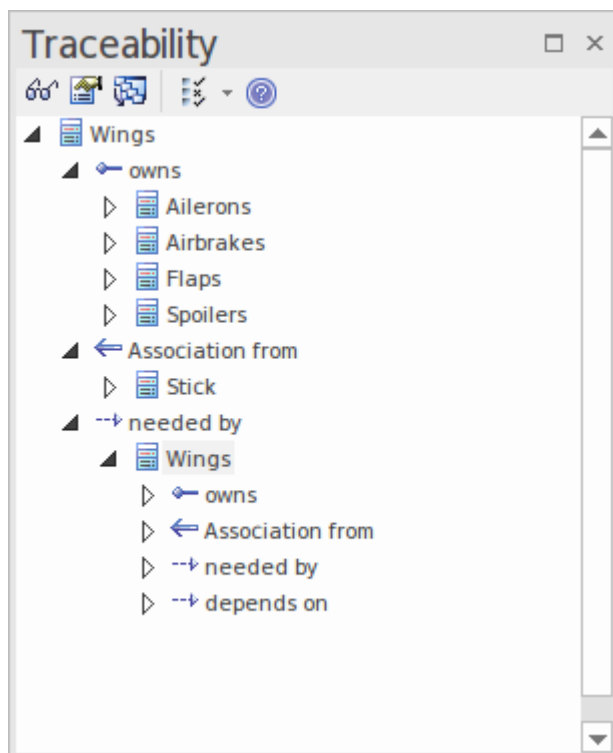 Traceability
Wings
owns
Ailerons
Airbrakes
Flaps
Spoilers
Association from
Stick
needed by
Wings
owns
Association from
needed by
depends on